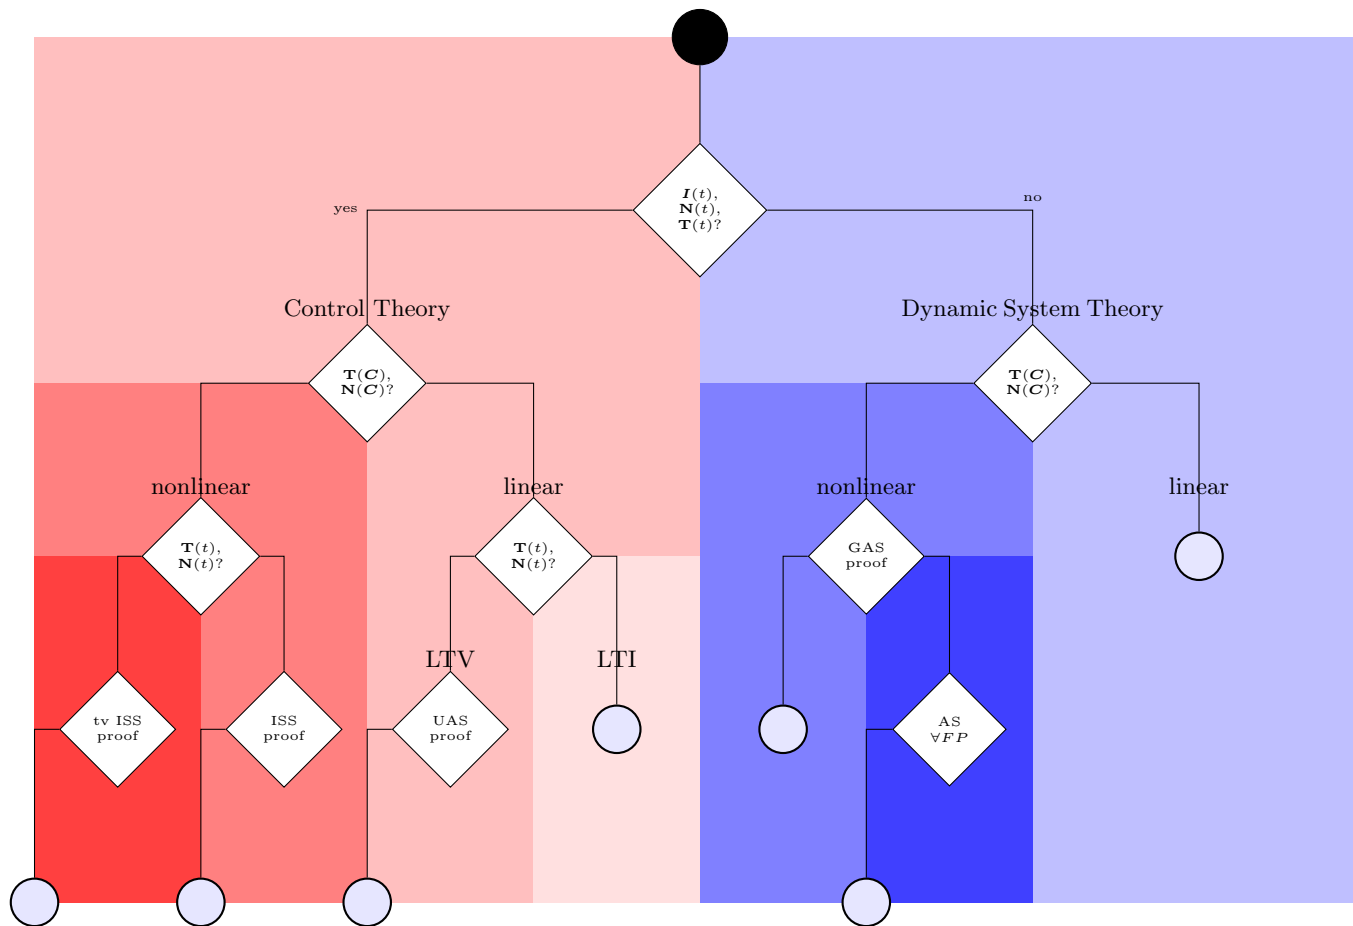 𝑰(t),
𝐍(t),
𝐓(t)?
yes
no
Control Theory
Dynamic System Theory
𝐓(𝑪),
𝐍(𝑪)?
𝐓(𝑪),
𝐍(𝑪)?
nonlinear
linear
nonlinear
linear
𝐓(t),
𝐍(t)?
𝐓(t),
𝐍(t)?
GAS
proof
LTV
LTI
tv ISS
proof
ISS
proof
UAS
proof
AS
∀FP